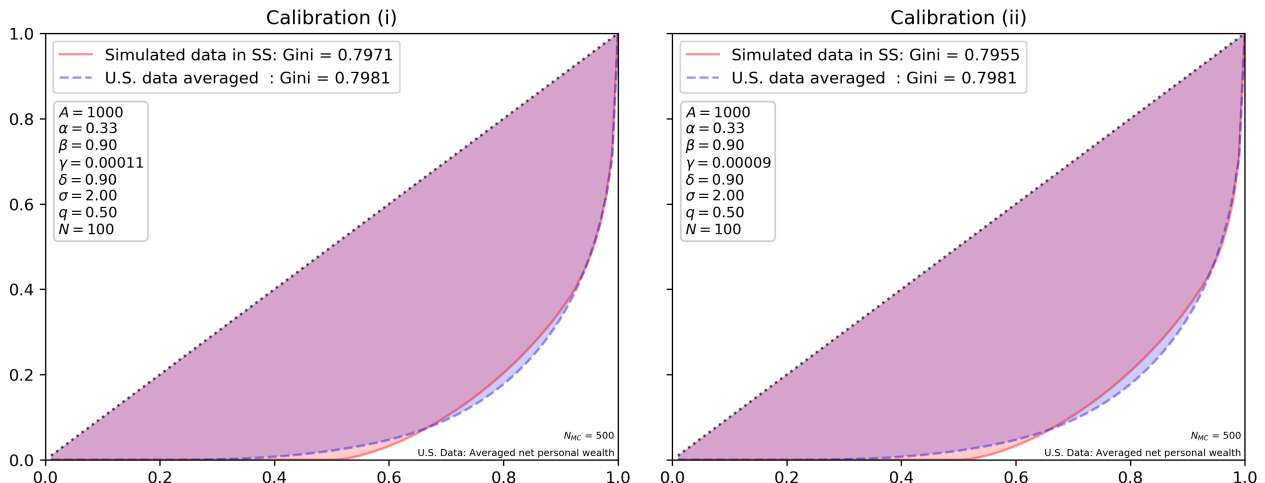 Calibration (i)
Simulated data in SS: Gini = 0.7971
U.S. data averaged  : Gini = 0.7981
A = 1000
α = 0.33
β = 0.90
γ = 0.00011
δ = 0.90
σ = 2.00
q = 0.50
N = 100
1.0
0.8
0.6
0.4
0.2
0.0
N_MC = 500
U.S. Data: Averaged net personal wealth
0.0 0.2 0.4 0.6 0.8 1.0
Calibration (ii)
Simulated data in SS: Gini = 0.7955
U.S. data averaged  : Gini = 0.7981
A = 1000
α = 0.33
β = 0.90
γ = 0.00009
δ = 0.90
σ = 2.00
q = 0.50
N = 100
N_MC = 500
U.S. Data: Averaged net personal wealth
0.0 0.2 0.4 0.6 0.8 1.0